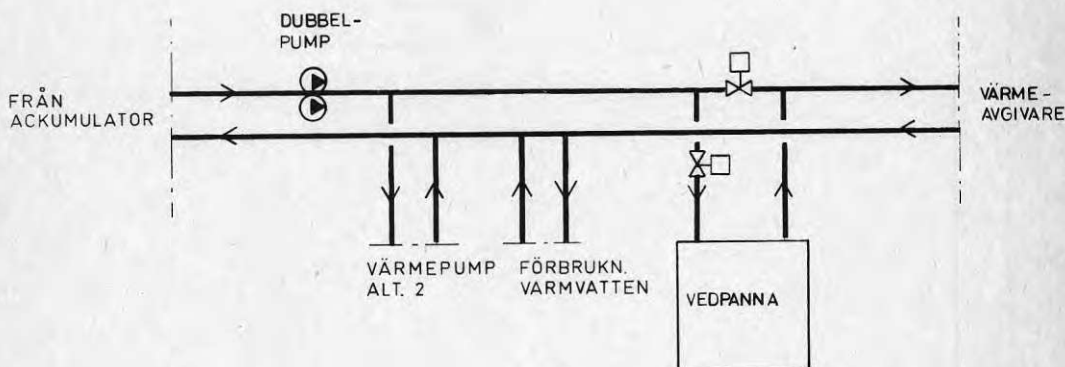 DUBBEL-
PUMP
FRÅN
ACKUMULATOR
VÄRME-
AVGIVARE
VÄRMEPUMP
ALT. 2
FÖRBRUKN.
VARMVATTEN
VEDPANNA